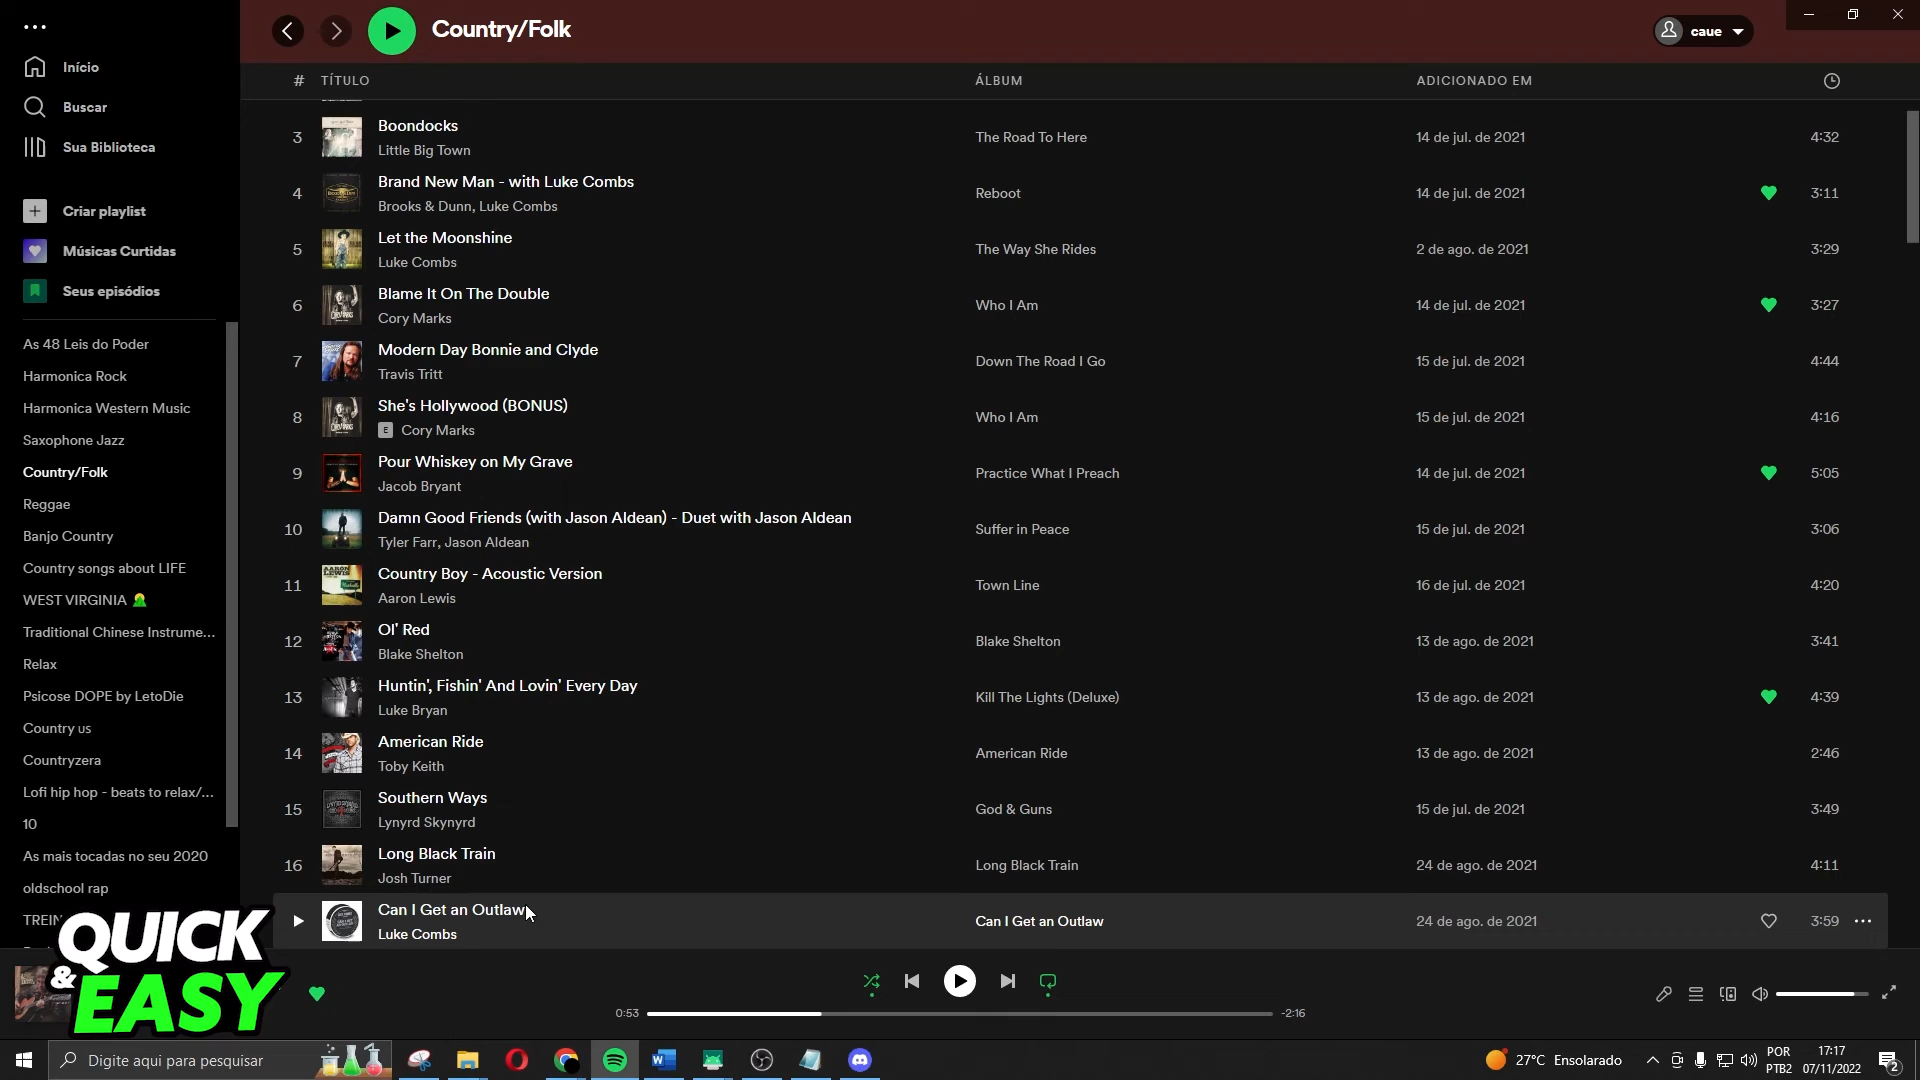 Country/Folk
caue
Início
Buscar
Sua Biblioteca
Criar playlist
Músicas Curtidas
Seus episódios
As 48 Leis do Poder
Harmonica Rock
Harmonica Western Music
Saxophone Jazz
Country/Folk
Reggae
Banjo Country
Country songs about LIFE
WEST VIRGINIA
Traditional Chinese Instrume...
Relax
Psicose DOPE by LetoDie
Country us
Countryzera
Lofi hip hop - beats to relax/...
10
As mais tocadas no seu 2020
oldschool rap
TREIN
# TÍTULO ÁLBUM ADICIONADO EM
3 Boondocks The Road To Here 14 de jul. de 2021 4:32
Little Big Town
4 Brand New Man - with Luke Combs Reboot 14 de jul. de 2021 3:11
Brooks & Dunn, Luke Combs
5 Let the Moonshine The Way She Rides 2 de ago. de 2021 3:29
Luke Combs
6 Blame It On The Double Who I Am 14 de jul. de 2021 3:27
Cory Marks
7 Modern Day Bonnie and Clyde Down The Road I Go 15 de jul. de 2021 4:44
Travis Tritt
8 She's Hollywood (BONUS) Who I Am 15 de jul. de 2021 4:16
E Cory Marks
9 Pour Whiskey on My Grave Practice What I Preach 14 de jul. de 2021 5:05
Jacob Bryant
10 Damn Good Friends (with Jason Aldean) - Duet with Jason Aldean Suffer in Peace 15 de jul. de 2021 3:06
Tyler Farr, Jason Aldean
11 Country Boy - Acoustic Version Town Line 16 de jul. de 2021 4:20
Aaron Lewis
12 Ol' Red Blake Shelton 13 de ago. de 2021 3:41
Blake Shelton
13 Huntin', Fishin' And Lovin' Every Day Kill The Lights (Deluxe) 13 de ago. de 2021 4:39
Luke Bryan
14 American Ride American Ride 13 de ago. de 2021 2:46
Toby Keith
15 Southern Ways God & Guns 15 de jul. de 2021 3:49
Lynyrd Skynyrd
16 Long Black Train Long Black Train 24 de ago. de 2021 4:11
Josh Turner
Can I Get an Outlaw Can I Get an Outlaw 24 de ago. de 2021 3:59
Luke Combs
QUICK
& EASY
0:53 -2:16
Digite aqui para pesquisar
27°C Ensolarado
POR 17:17
PTB2 07/11/2022 2